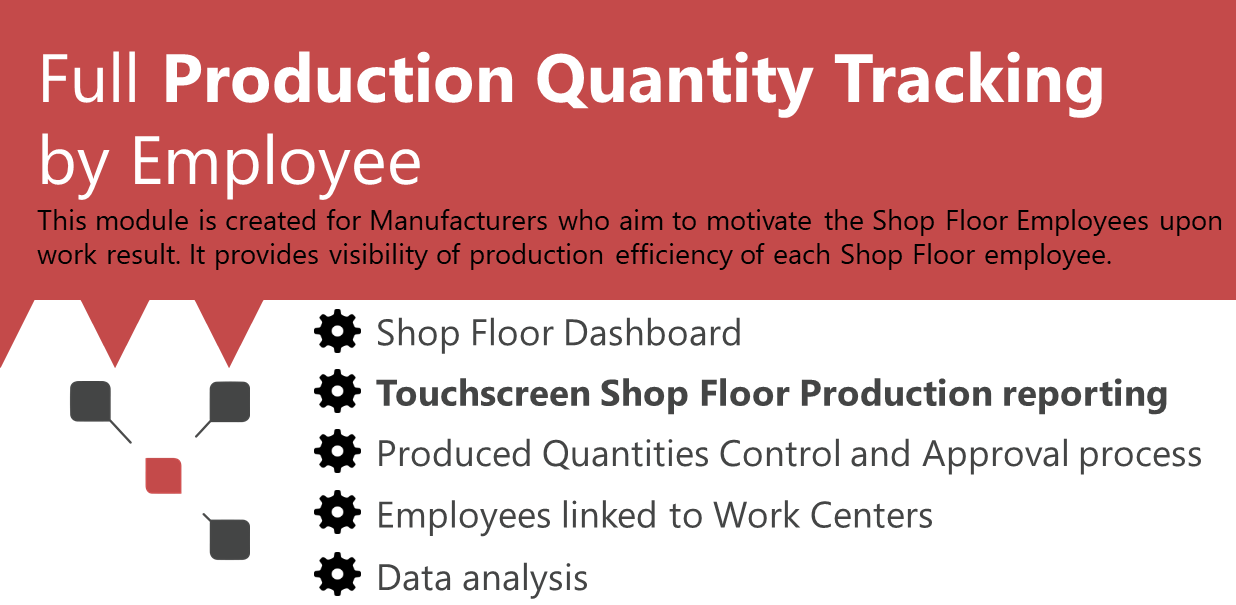 Full Production Quantity Tracking
by Employee
This module is created for Manufacturers who aim to motivate the Shop Floor Employees upon
work result. It provides visibility of production efficiency of each Shop Floor employee.
Shop Floor Dashboard
Touchscreen Shop Floor Production reporting
Produced Quantities Control and Approval process
Employees linked to Work Centers
Data analysis